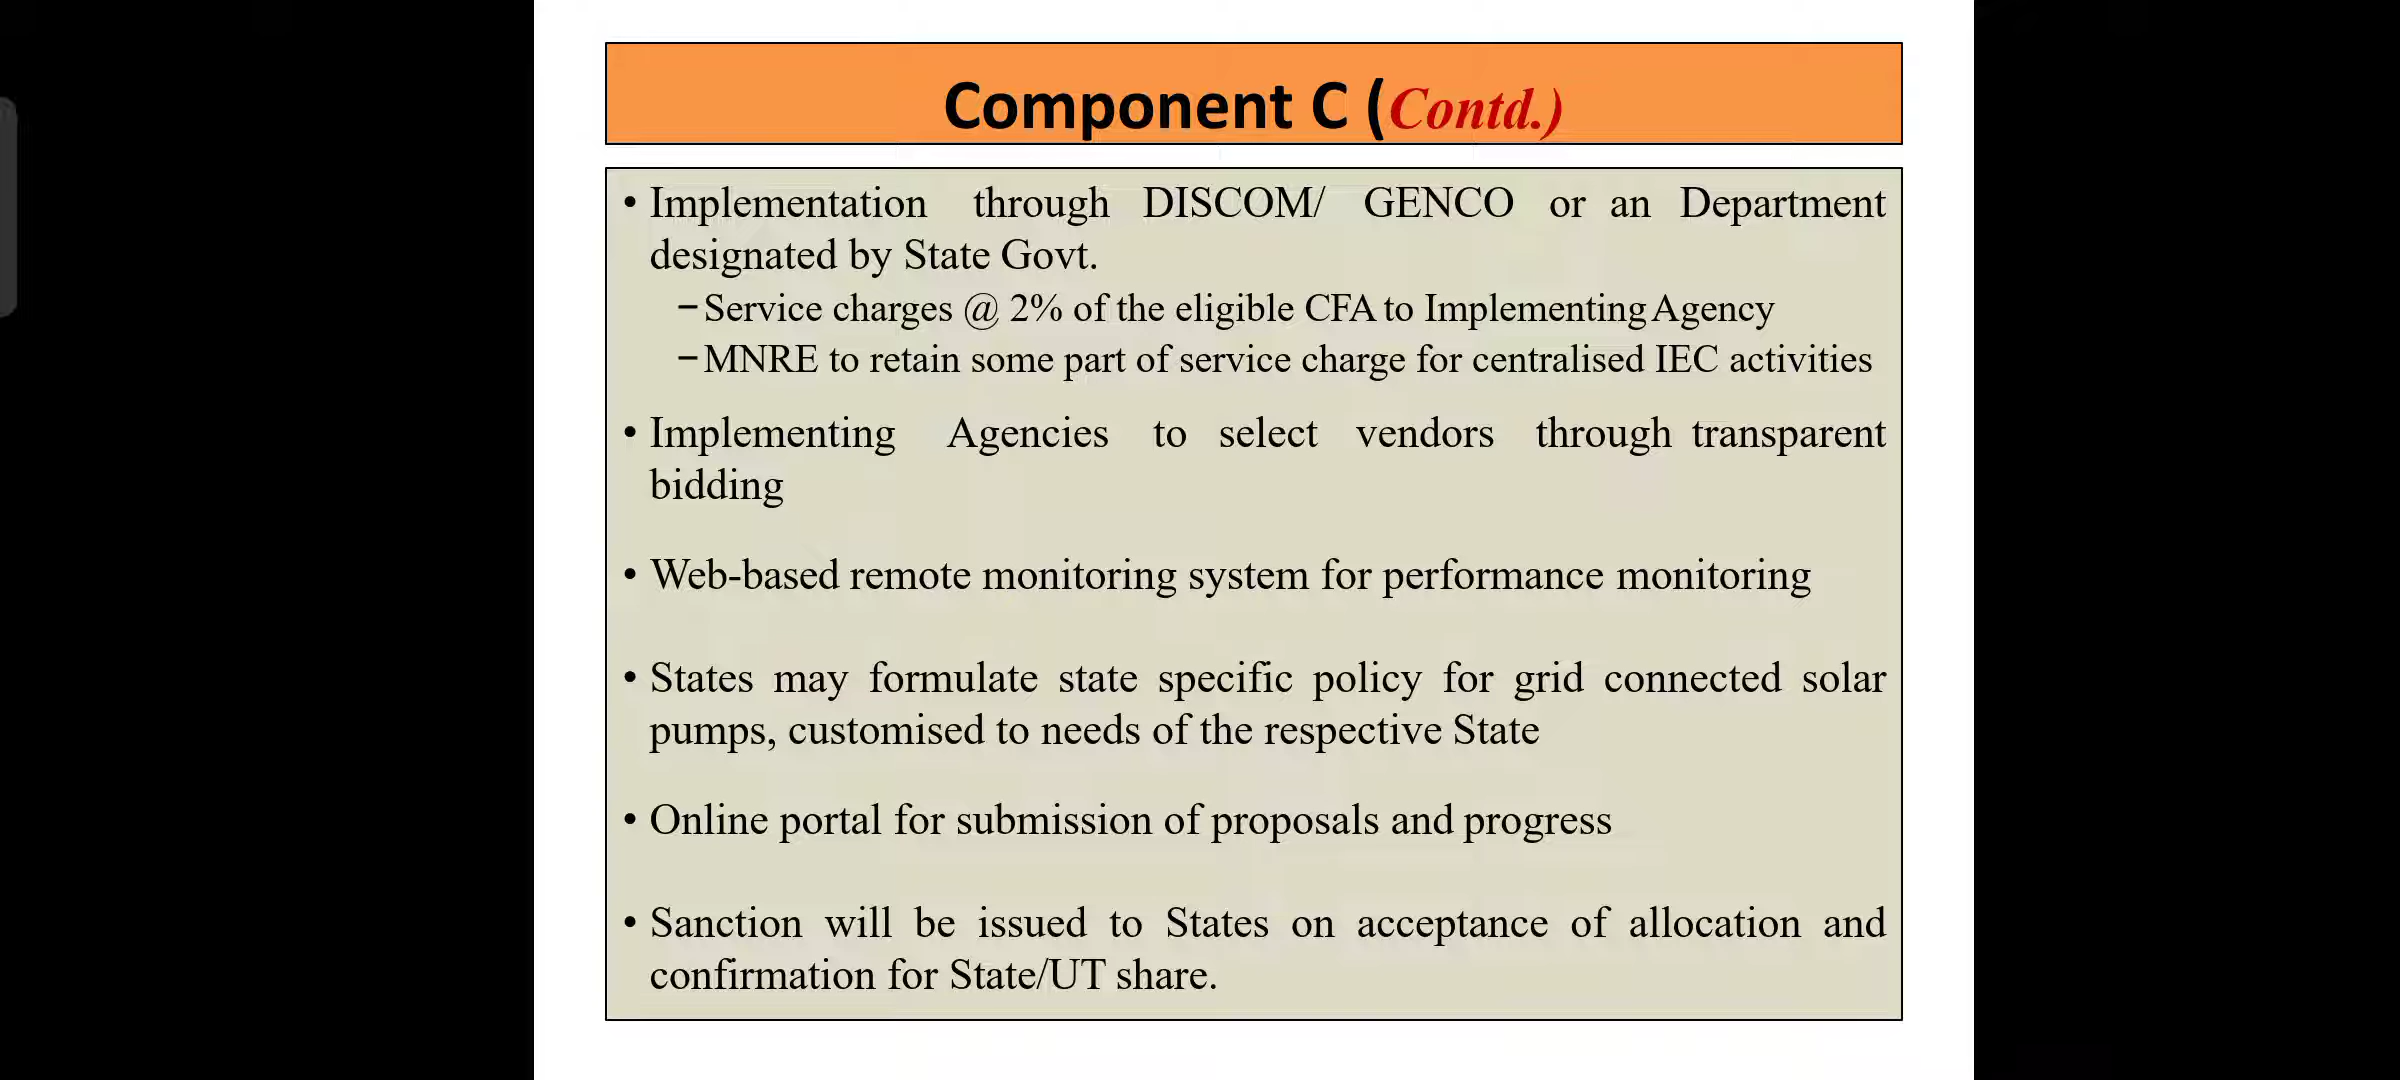 Component C (Contd.)
• Implementation through DISCOM/ GENCO or an Department
designated by State Govt.
– Service charges @ 2% of the eligible CFA to Implementing Agency
– MNRE to retain some part of service charge for centralised IEC activities
• Implementing Agencies to select vendors through transparent
bidding
• Web-based remote monitoring system for performance monitoring
• States may formulate state specific policy for grid connected solar
pumps, customised to needs of the respective State
• Online portal for submission of proposals and progress
• Sanction will be issued to States on acceptance of allocation and
confirmation for State/UT share.